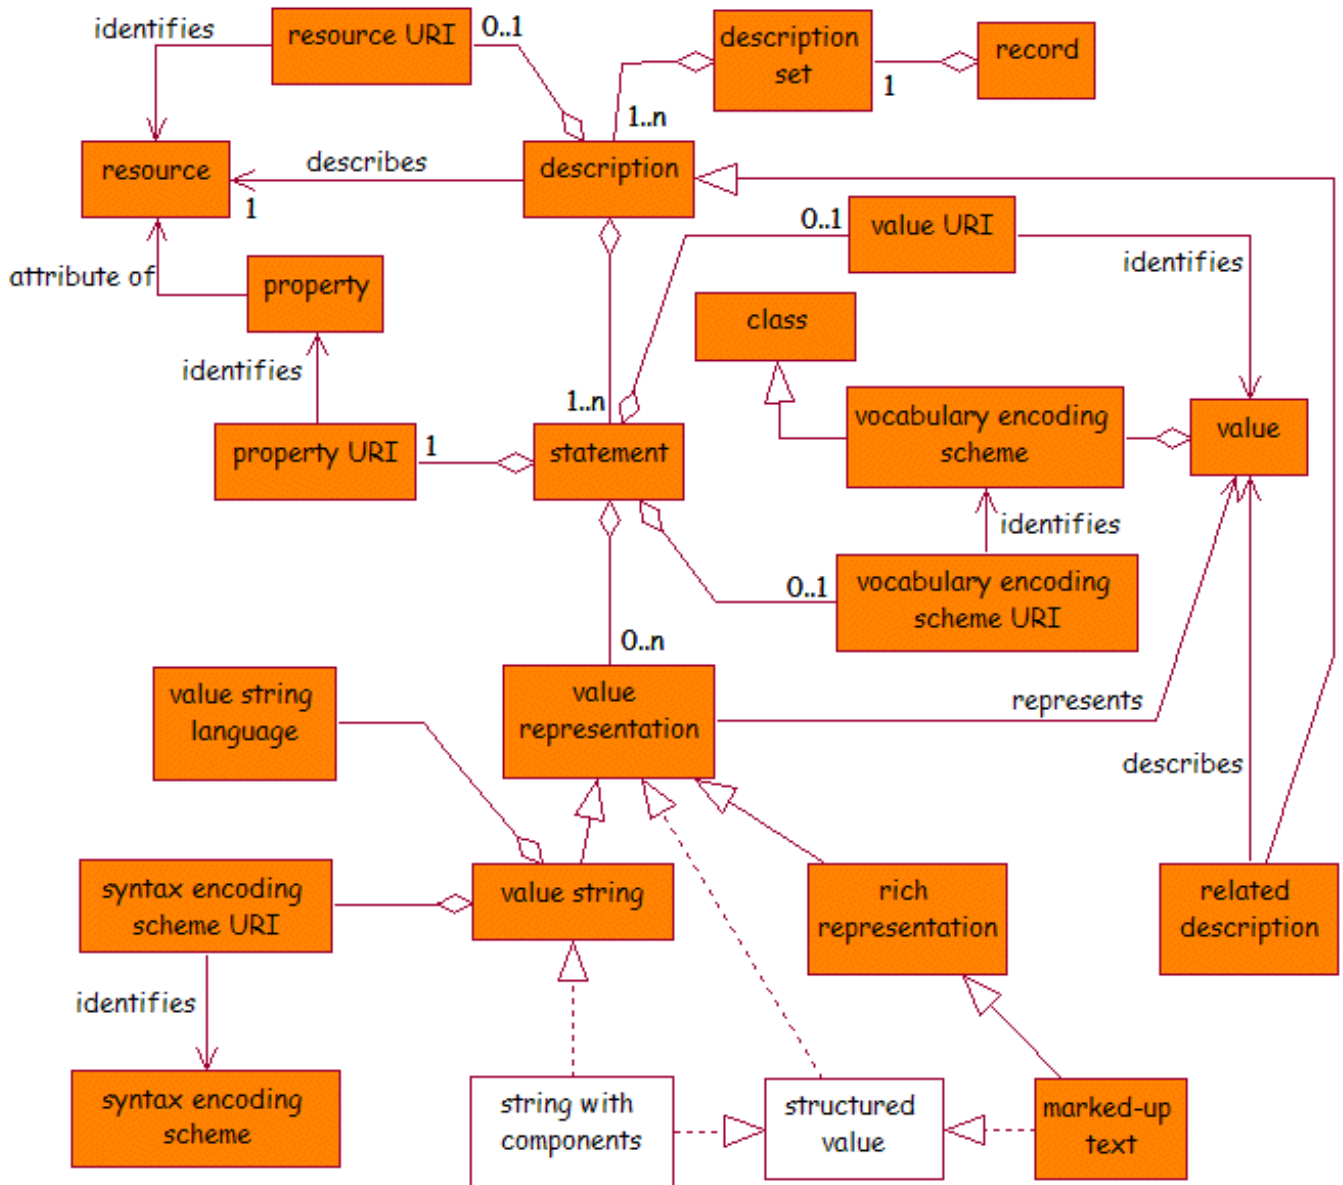 identifies
resource URI
0..1
description
set
record
1
1..n
resource
describes
description
1
0..1
value URI
attribute of
property
identifies
class
identifies
1..n
vocabulary encoding
scheme
value
property URI
1
statement
identifies
0..1
vocabulary encoding
scheme URI
0..n
value string
language
value
representation
represents
describes
syntax encoding
scheme URI
value string
rich
representation
related
description
identifies
syntax encoding
scheme
string with
components
structured
value
marked-up
text